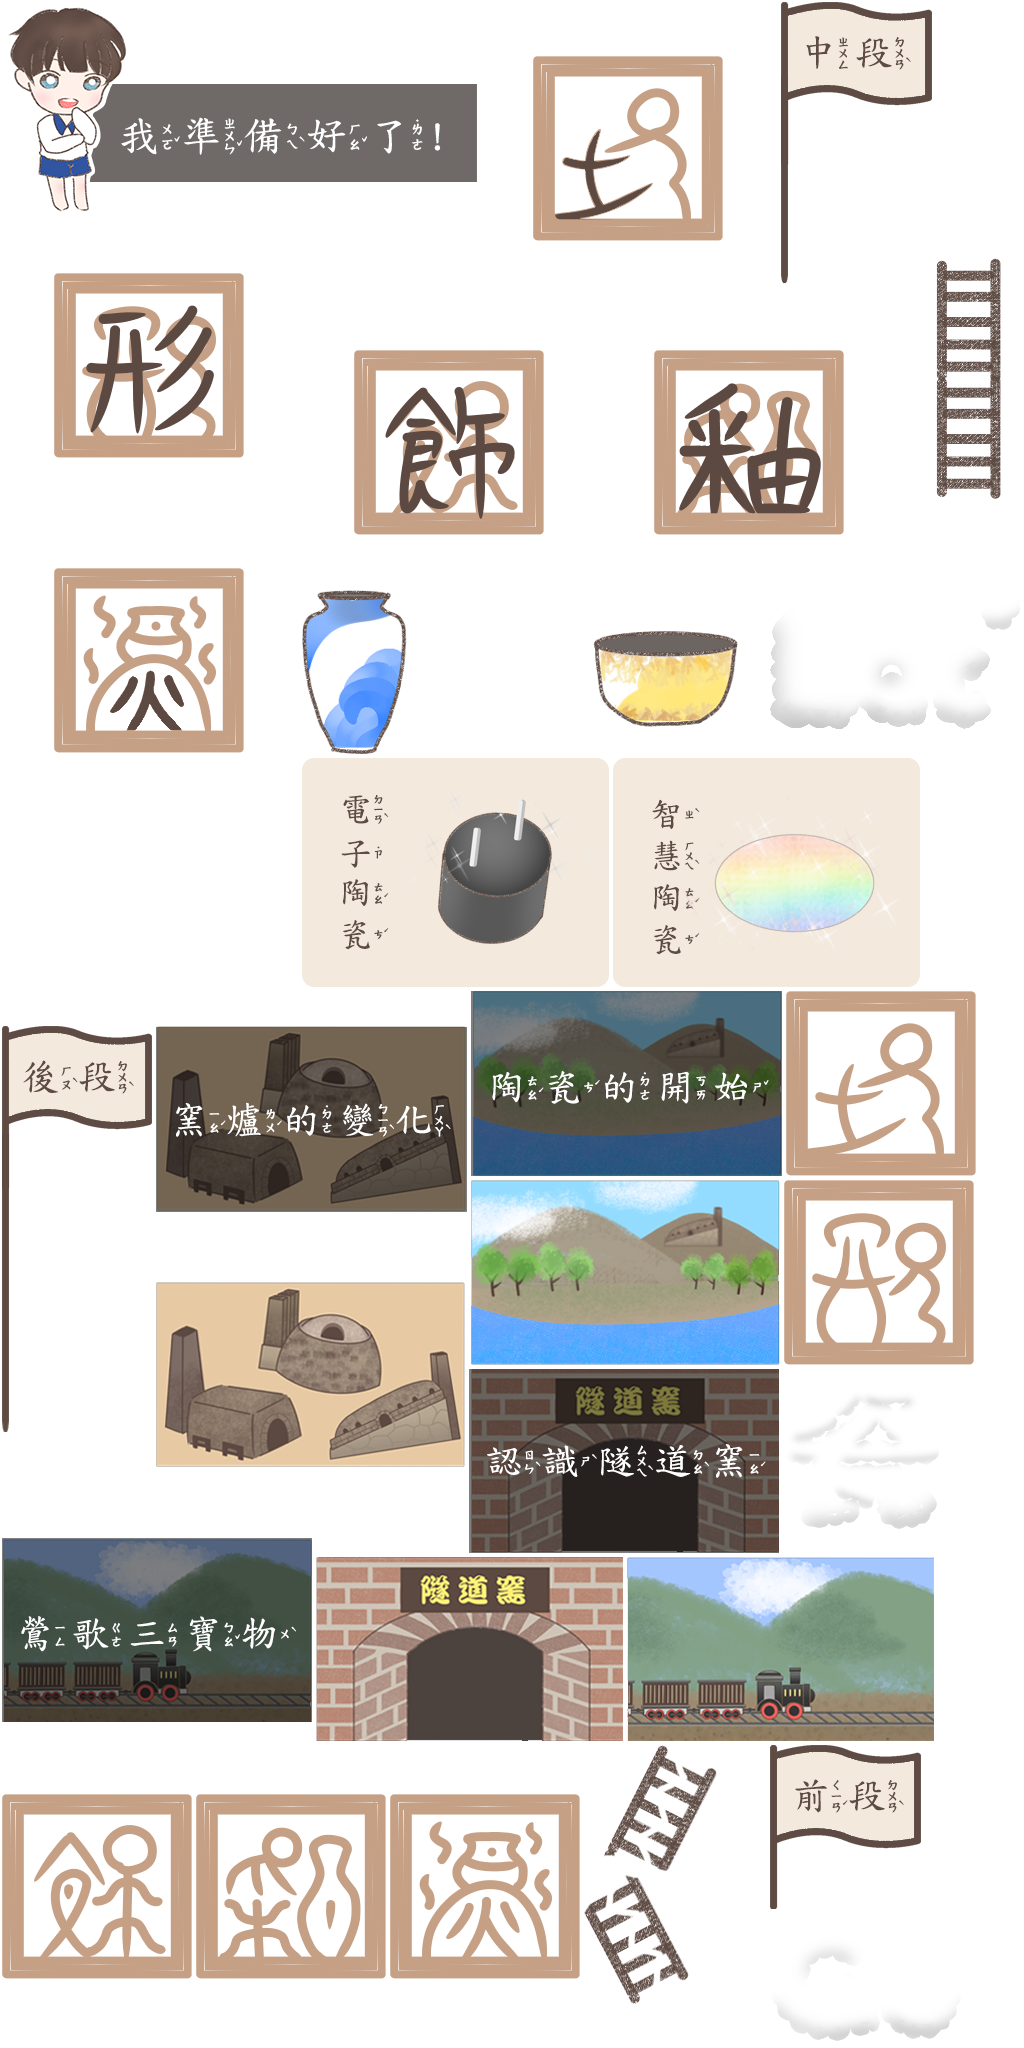 中段
我準備好了！
土
形
飾
釉
火
電子陶瓷
智慧陶瓷
後段
窯爐的變化
陶瓷的開始
隧道窯
認識隧道窯
鶯歌三寶物
隧道窯
前段